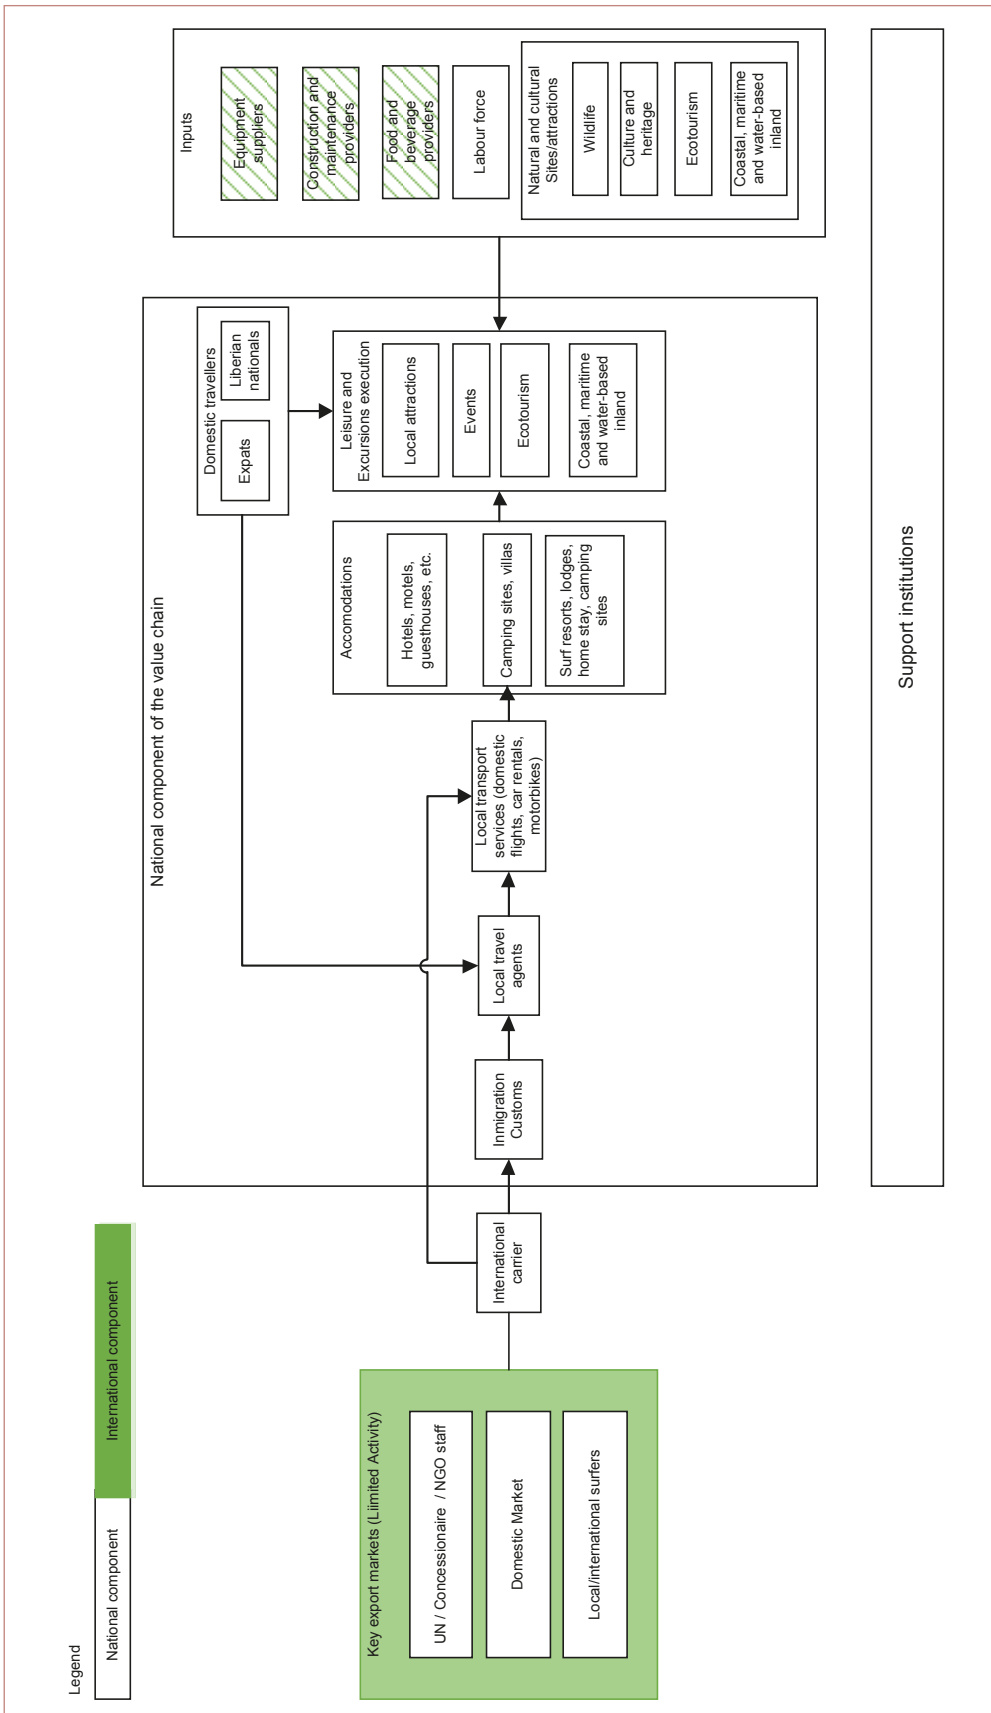 Legend
National component
International component
Key export markets (Liimited Activity)
UN / Concessionaire / NGO staff
Domestic Market
Local/international surfers
International
carrier
National component of the value chain
Inmigration
Customs
Local travel
agents
Local transport
services (domestic
flights, car rentals,
motorbikes)
Accomodations
Hotels, motels,
guesthouses, etc.
Camping sites, villas
Surf resorts, lodges,
home stay, camping
sites
Domestic travellers
Expats
Liberian
nationals
Leisure and
Excursions execution
Local attractions
Events
Ecotourism
Coastal, maritime
and water-based
inland
Inputs
Equipment
suppliers
Construction and
maintenance
providers
Food and
beverage
providers
Labour force
Natural and cultural
Sites/attractions
Wildlife
Culture and
heritage
Ecotourism
Coastal, maritime
and water-based
inland
Support institutions